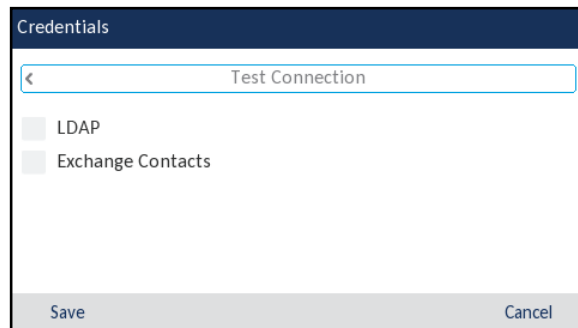 Credentials
Test Connection
LDAP
Exchange Contacts
Save Cancel